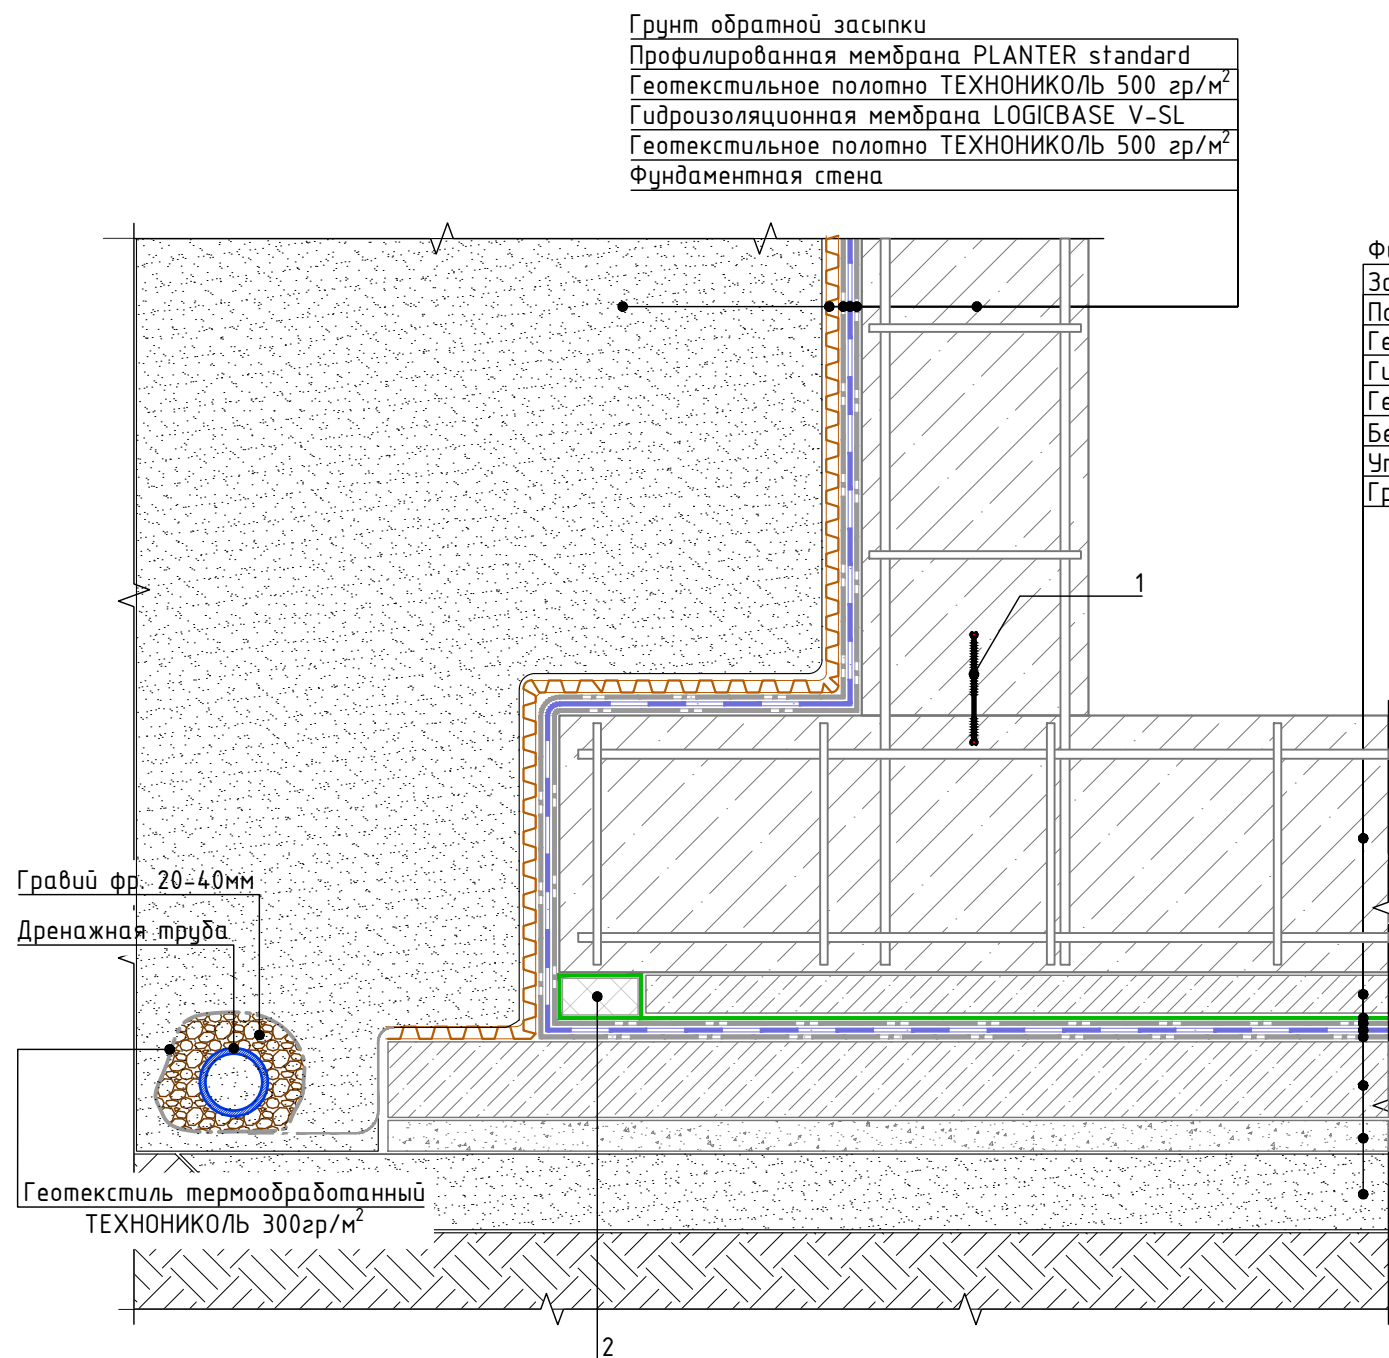 Грунт обратной засыпки
Профилированная мембрана PLANTER standard
Геотекстильное полотно ТЕХНОНИКОЛЬ 500 гр/м²
Гидроизоляционная мембрана LOGICBASE V-SL
Геотекстильное полотно ТЕХНОНИКОЛЬ 500 гр/м²
Фундаментная стена
1
Гравий фр. 20-40мм
Дренажная труба
Геотекстиль термообработанный
ТЕХНОНИКОЛЬ 300гр/м²
2